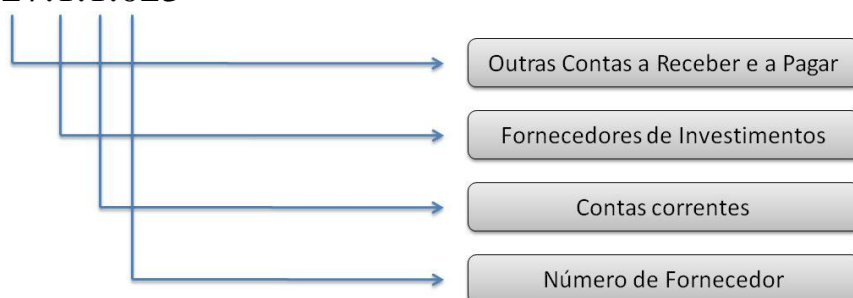 Outras Contas a Receber e a Pagar
Fornecedores de Investimentos
Contas correntes
Número de Fornecedor